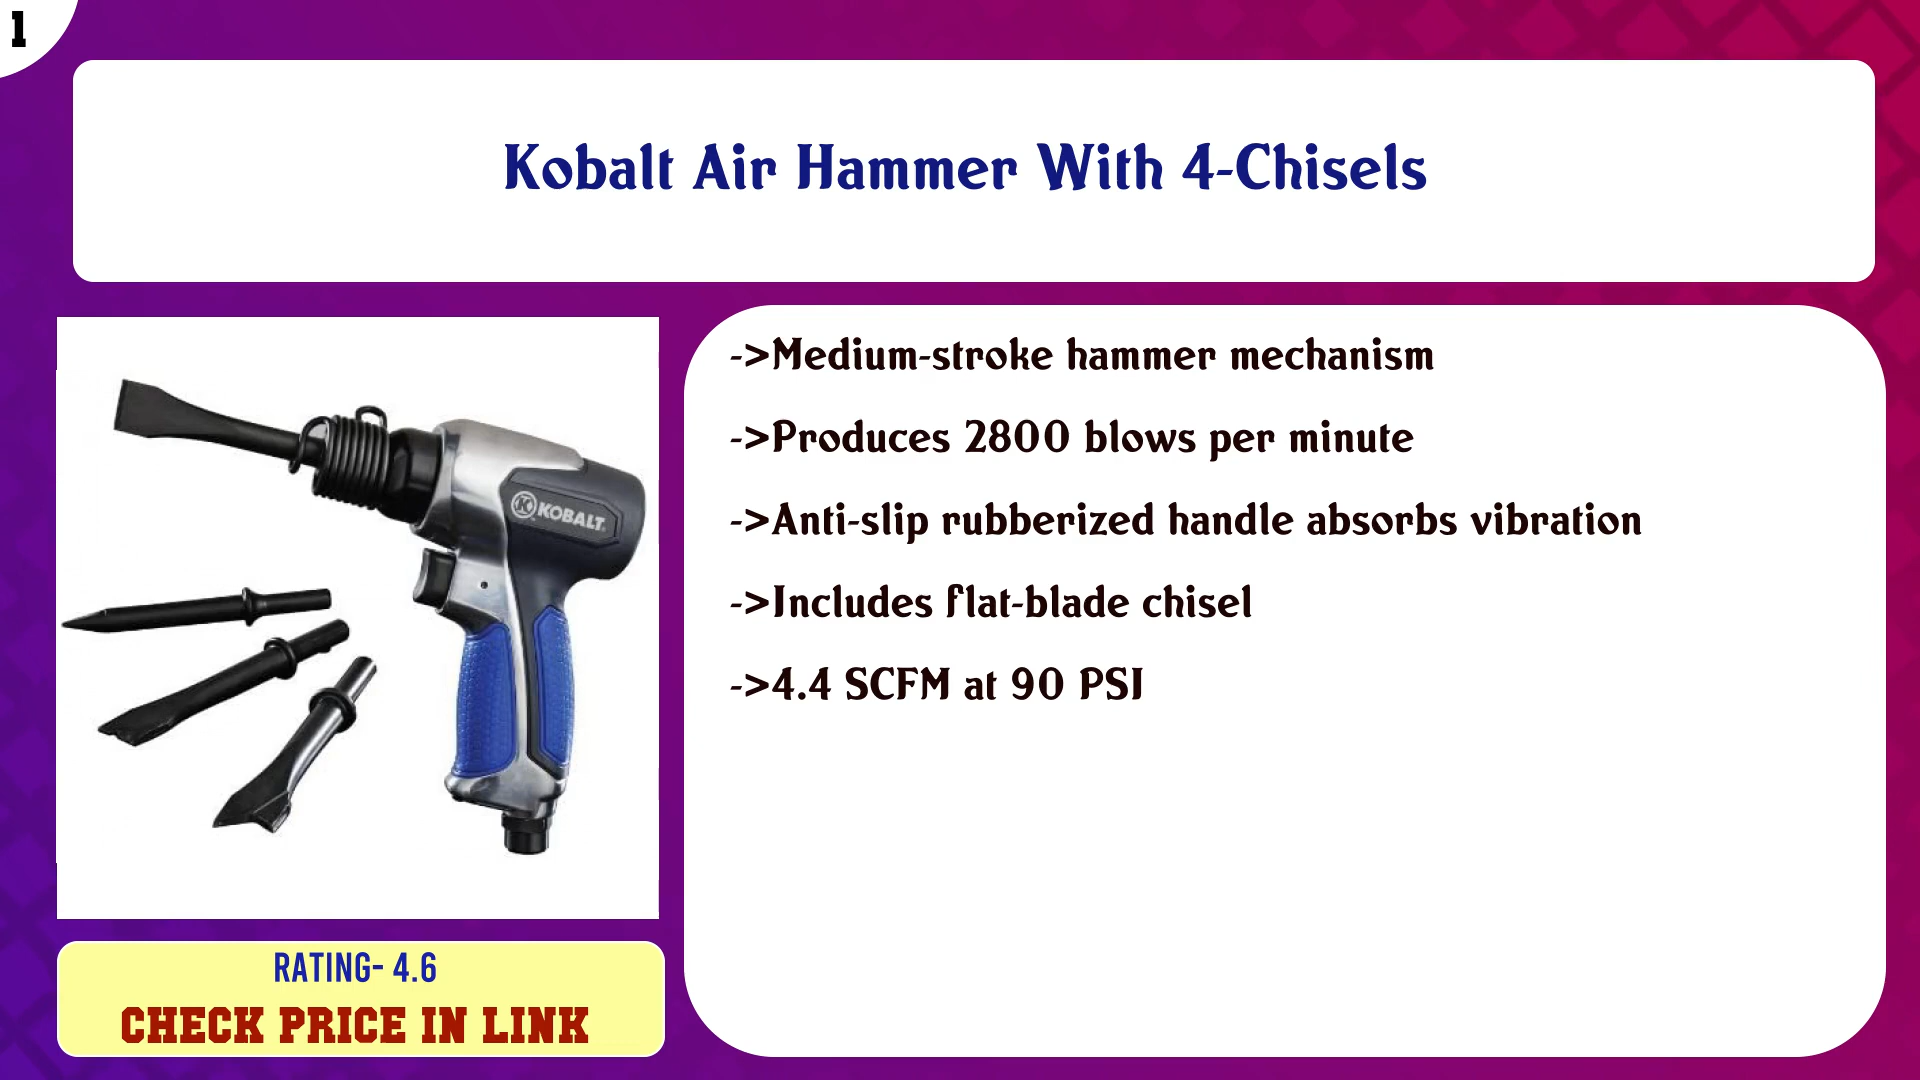 1
Kobalt Air Hammer With 4-Chisels
KOBALT
->Medium-stroke hammer mechanism
->Produces 2800 blows per minute
->Anti-slip rubberized handle absorbs vibration
->Includes flat-blade chisel
->4.4 SCFM at 90 PSI
RATING- 4.6
CHECK PRICE IN LINK